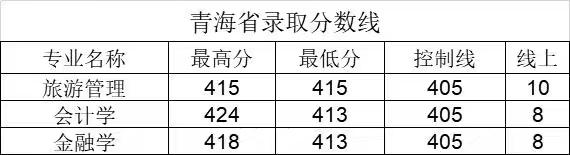 青海省录取分数线
专业名称 最高分 最低分 控制线 线上
旅游管理 415 415 405 10
会计学 424 413 405 8
金融学 418 413 405 8